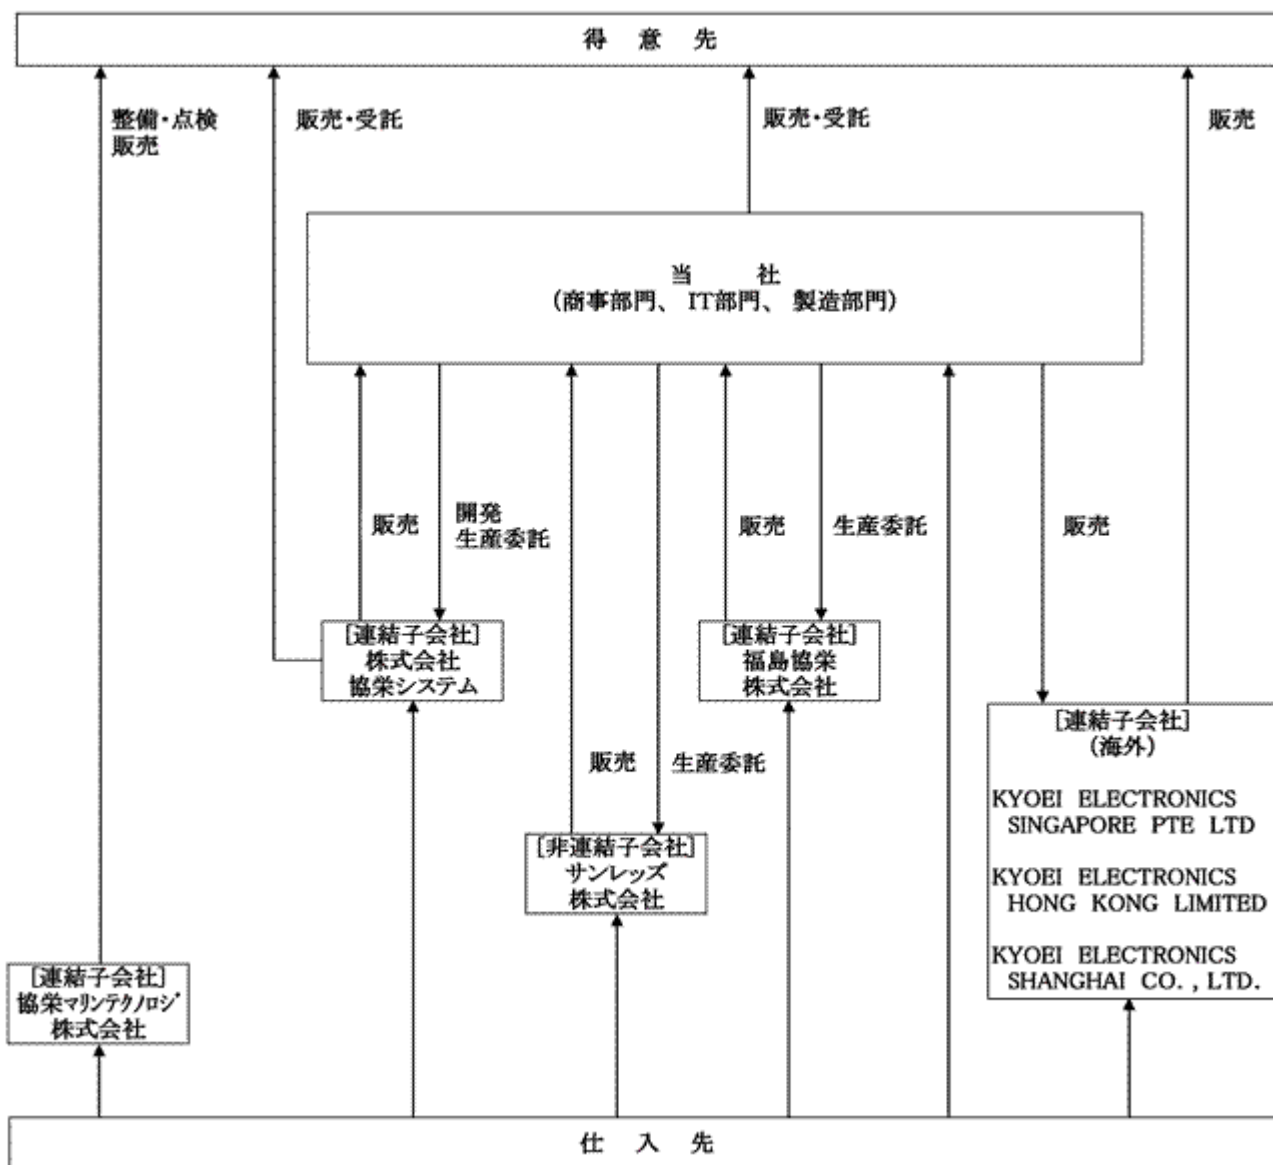 得 意 先
整備・点検
販売
販売・受託
販売・受託
販売
当 社
(商事部門、 IT部門、 製造部門)
販売
開発
生産委託
販売
生産委託
販売
[連結子会社]
株式会社
協栄システム
[連結子会社]
福島協栄
株式会社
販売
生産委託
[連結子会社]
(海外)
KYOEI ELECTRONICS
SINGAPORE PTE LTD
KYOEI ELECTRONICS
HONG KONG LIMITED
KYOEI ELECTRONICS
SHANGHAI CO., LTD.
[非連結子会社]
サンレッズ
株式会社
[連結子会社]
協栄マリンテクノロジ
株式会社
仕 入 先